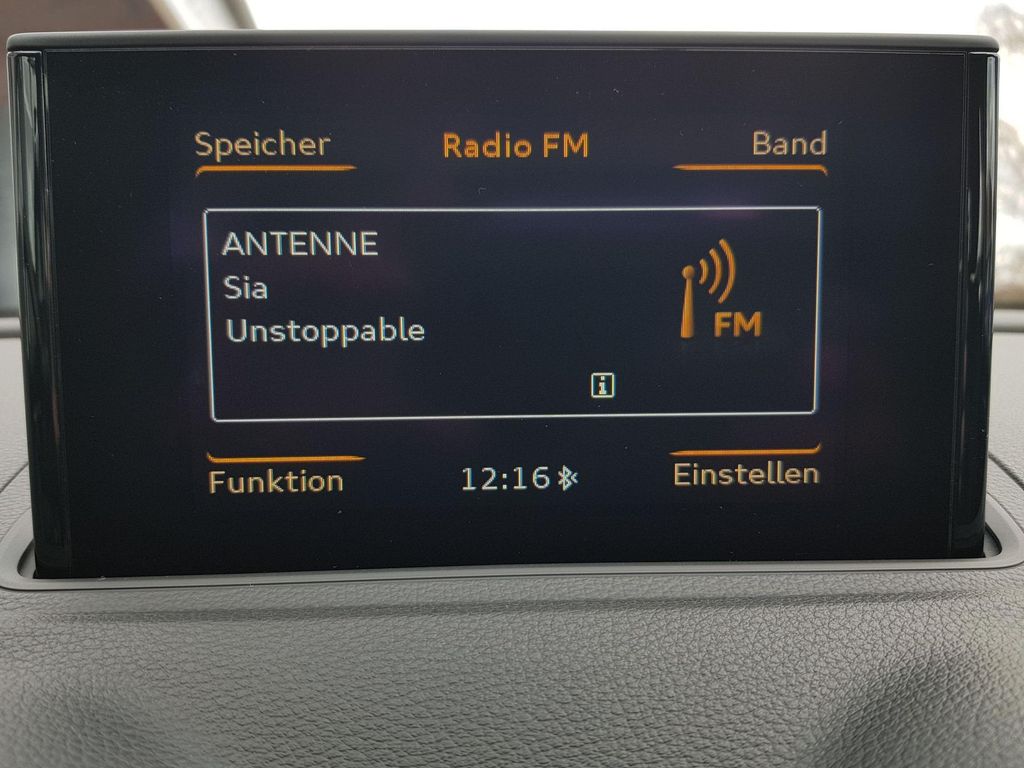 Speicher Radio FM Band
ANTENNE
Sia
Unstoppable
FM
i
Funktion 12:16 Einstellen